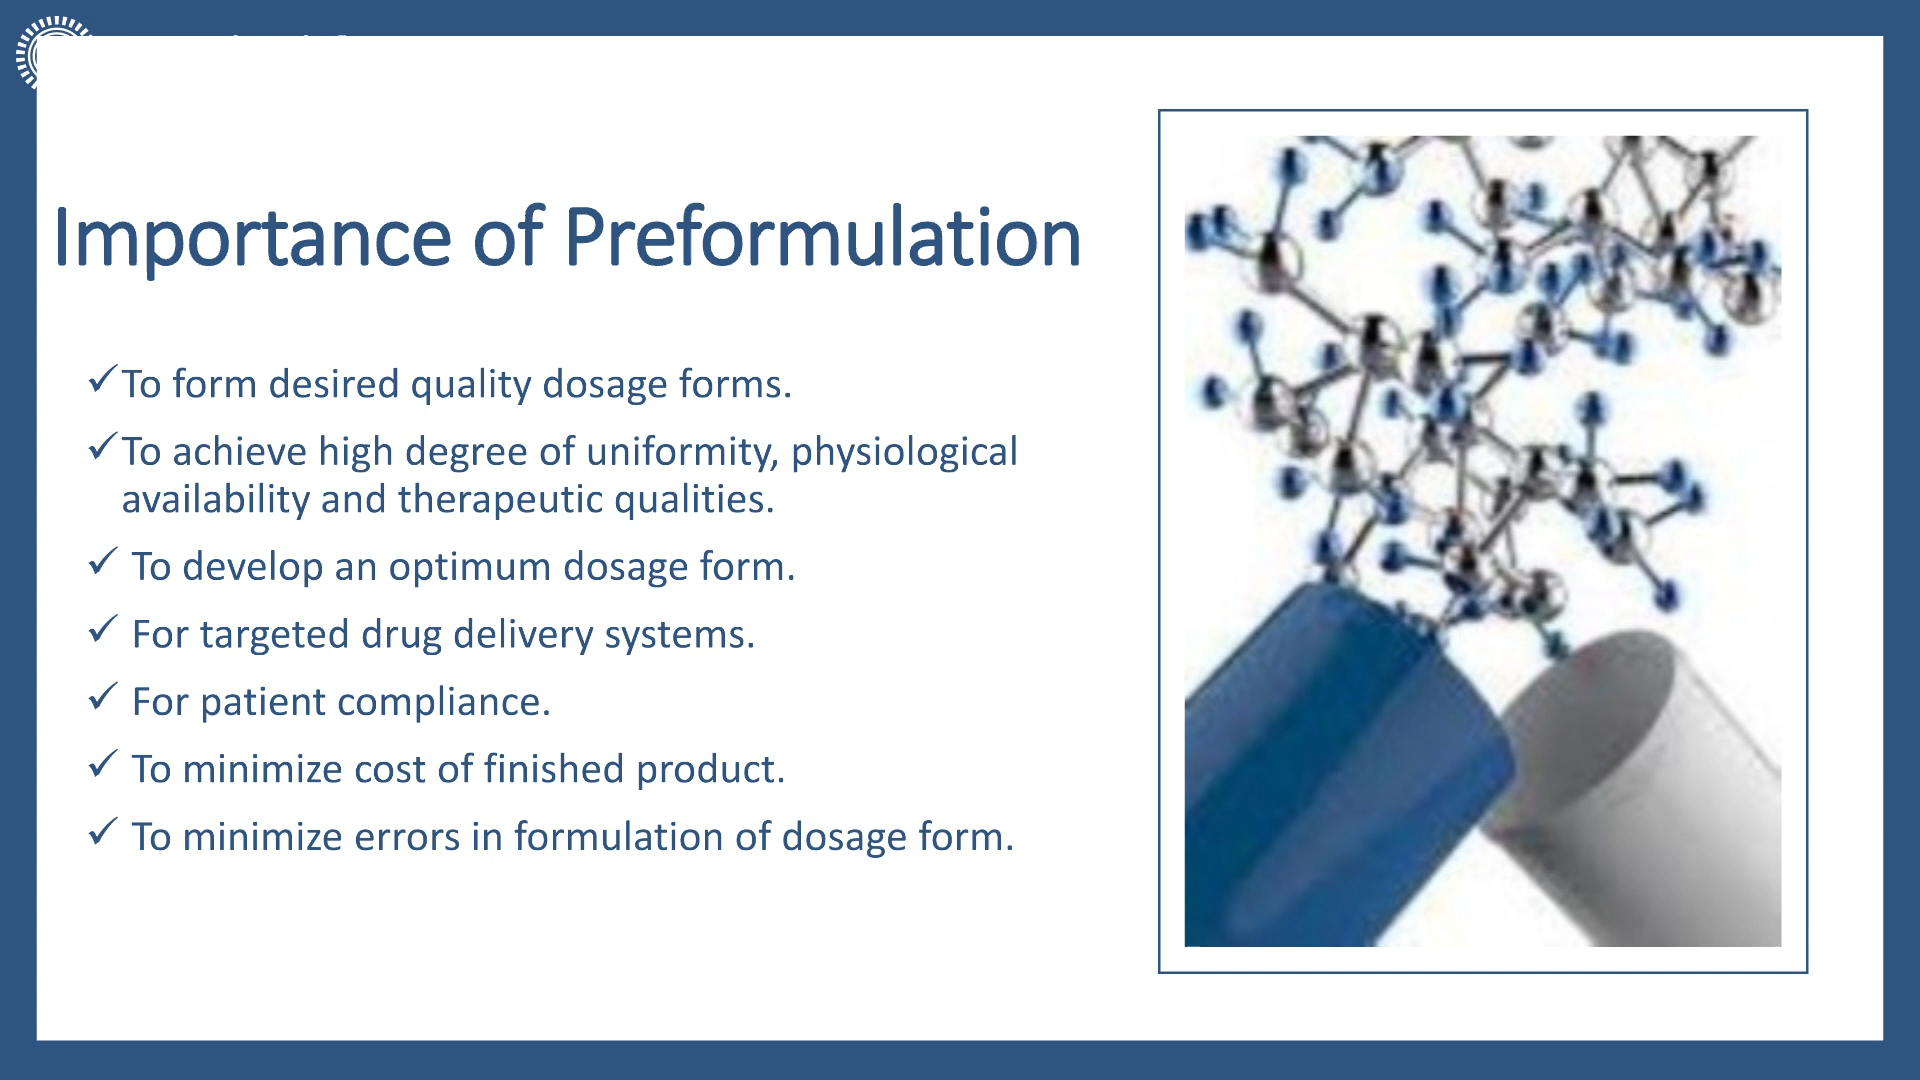 Importance of Preformulation
✓To form desired quality dosage forms.
✓To achieve high degree of uniformity, physiological
availability and therapeutic qualities.
✓ To develop an optimum dosage form.
✓ For targeted drug delivery systems.
✓ For patient compliance.
✓ To minimize cost of finished product.
✓ To minimize errors in formulation of dosage form.